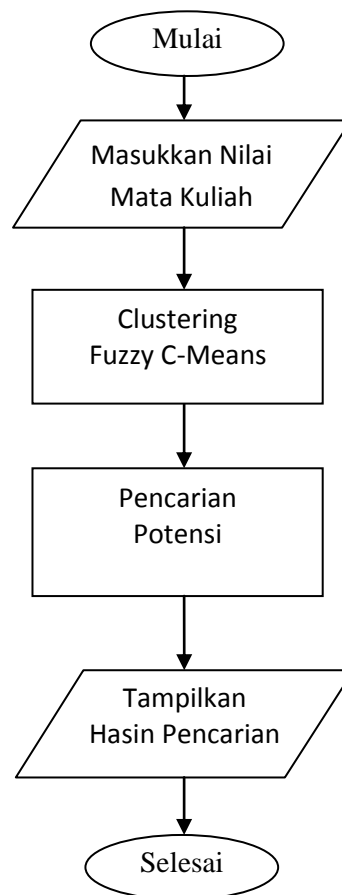 Mulai
Masukkan Nilai
Mata Kuliah
Clustering
Fuzzy C-Means
Pencarian
Potensi
Tampilkan
Hasin Pencarian
Selesai